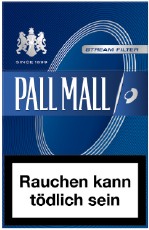 STREAM FILTER
SINCE 1899
PALL MALL
Rauchen kann
tödlich sein